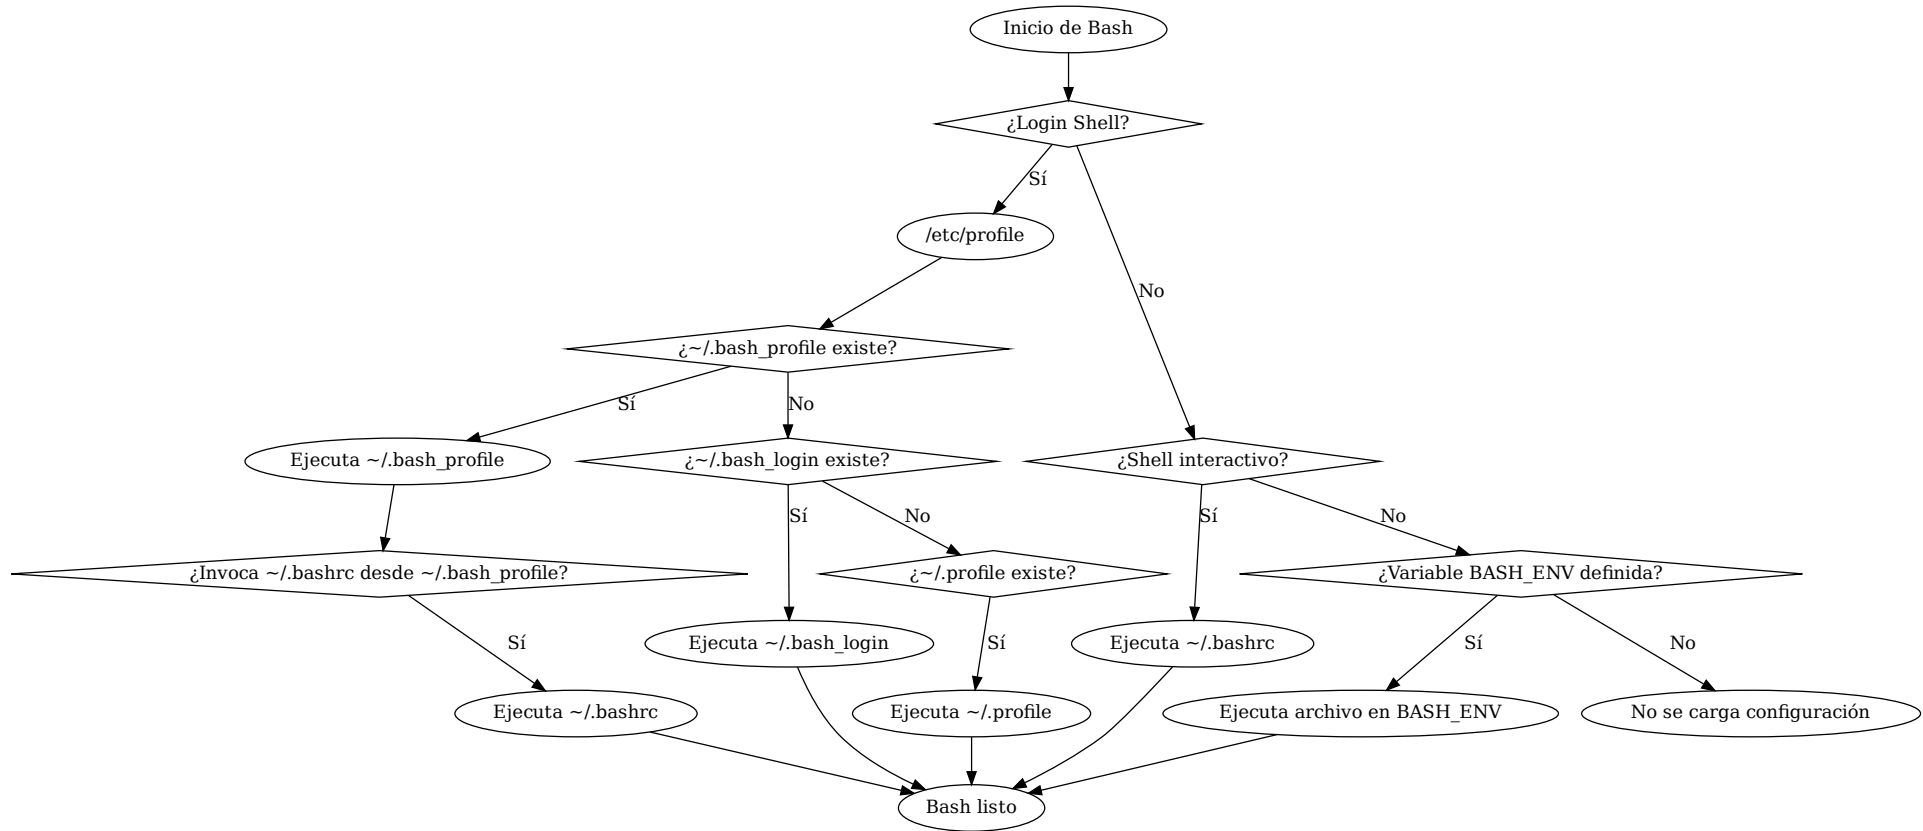 Inicio de Bash
¿Login Shell?
Sí
/etc/profile
No
¿~/.bash_profile existe?
Sí
No
Ejecuta ~/.bash_profile
¿~/.bash_login existe?
¿Shell interactivo?
Sí
No
Sí
No
¿Invoca ~/.bashrc desde ~/.bash_profile?
¿~/.profile existe?
¿Variable BASH_ENV definida?
Sí
Ejecuta ~/.bash_login
Sí
Ejecuta ~/.bashrc
Sí
No
Ejecuta ~/.bashrc
Ejecuta ~/.profile
Ejecuta archivo en BASH_ENV
No se carga configuración
Bash listo